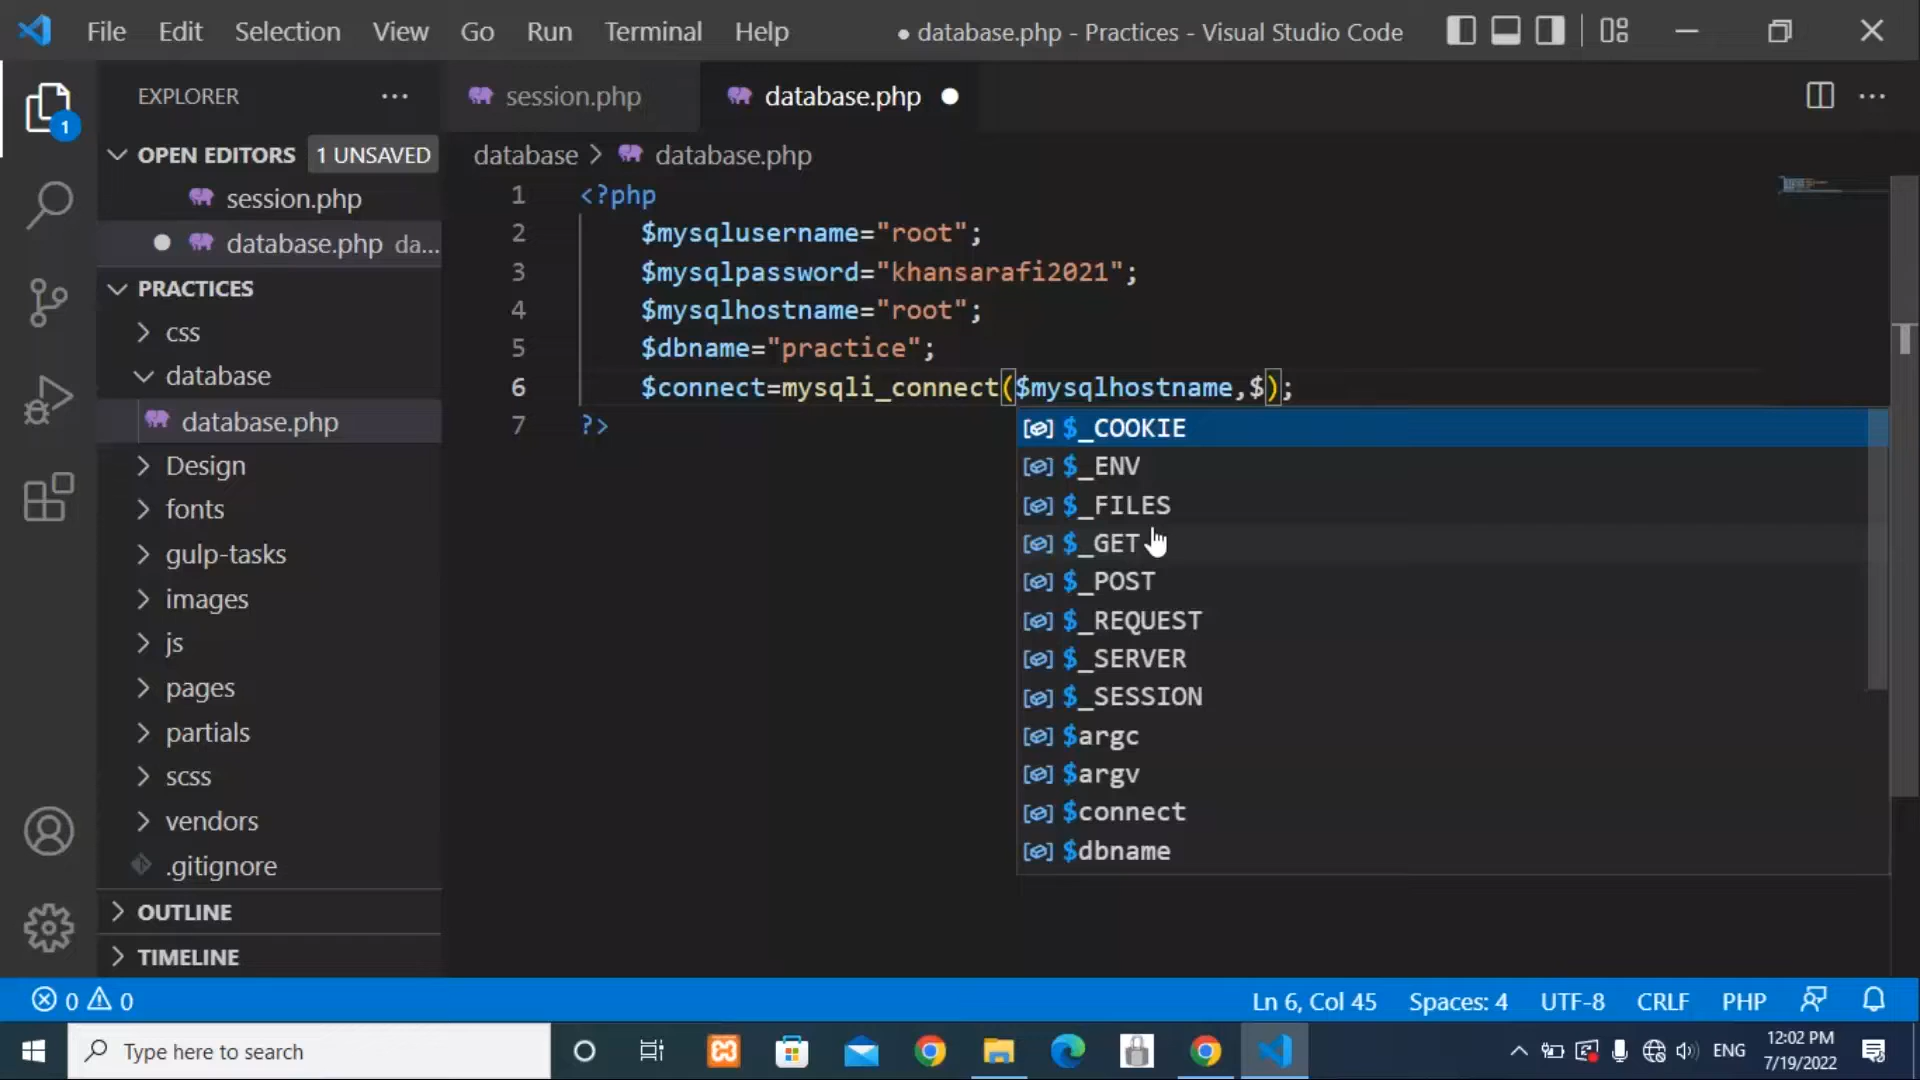 File Edit Selection View Go Run Terminal Help
● database.php - Practices - Visual Studio Code
EXPLORER
1
OPEN EDITORS 1 UNSAVED
session.php
database.php da...
PRACTICES
css
database
database.php
Design
fonts
gulp-tasks
images
js
pages
partials
scss
vendors
.gitignore
OUTLINE
TIMELINE
session.php database.php
database > database.php
1 <?php
2 $mysqlusername="root";
3 $mysqlpassword="khansarafi2021";
4 $mysqlhostname="root";
5 $dbname="practice";
6 $connect=mysqli_connect($mysqlhostname,$);
7 ?>
$_COOKIE
$_ENV
$_FILES
$_GET
$_POST
$_REQUEST
$_SERVER
$_SESSION
$argc
$argv
$connect
$dbname
0 0 Ln 6, Col 45 Spaces: 4 UTF-8 CRLF PHP
Type here to search
ENG
12:02 PM
7/19/2022